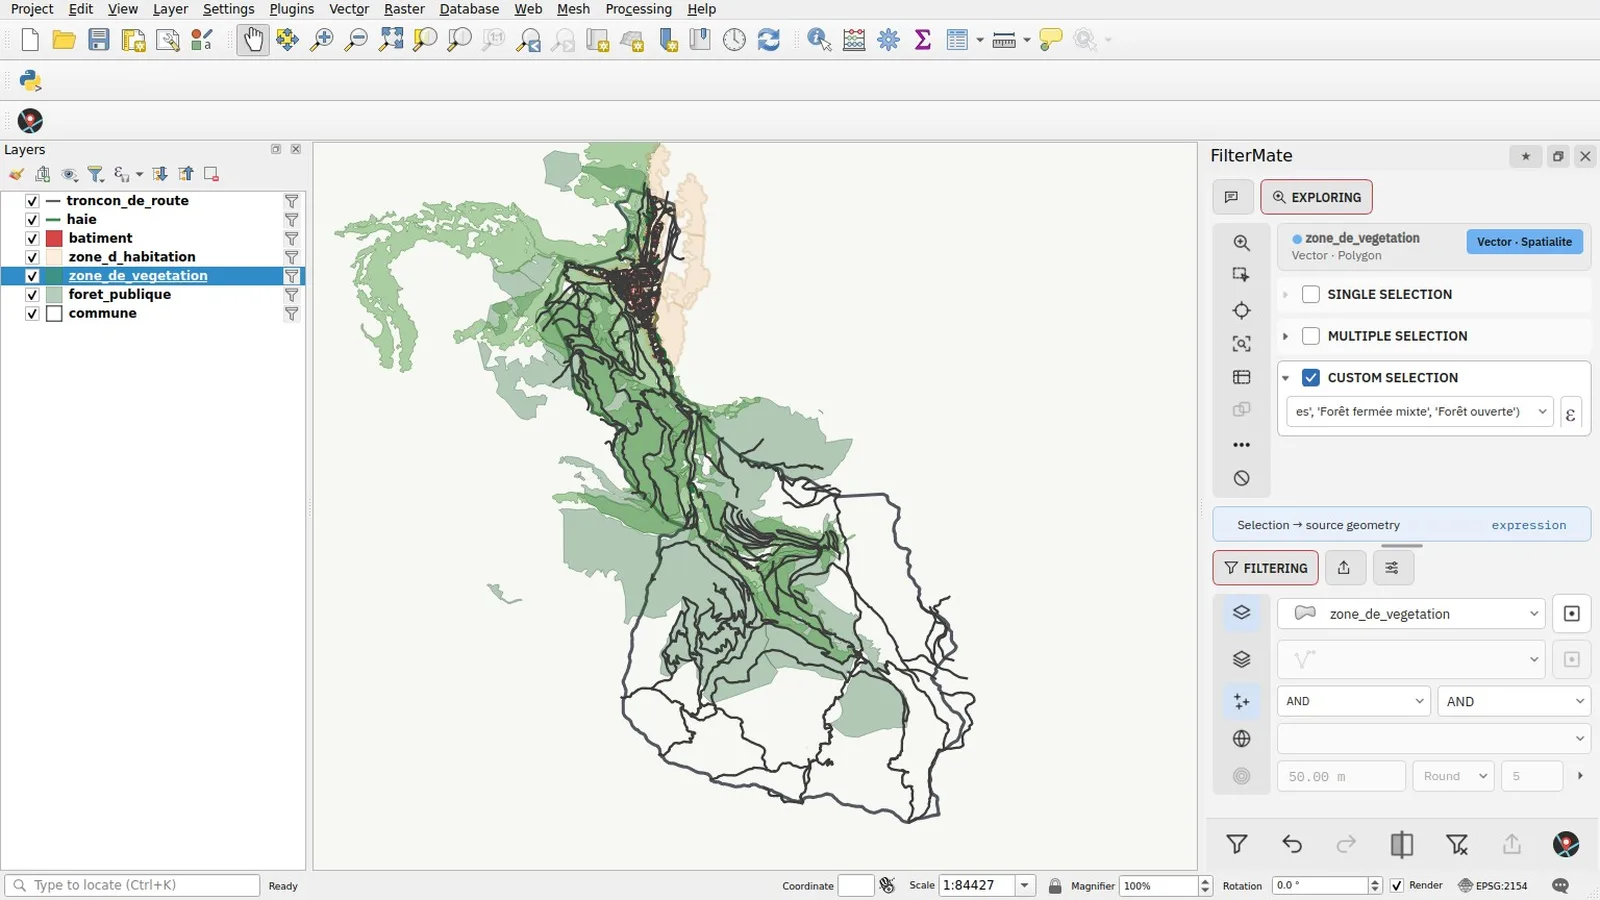 Project Edit View Layer Settings Plugins Vector Raster Database Web Mesh Processing Help
Layers
troncon_de_route
haie
batiment
zone_d_habitation
zone_de_vegetation
foret_publique
commune
FilterMate
EXPLORING
zone_de_vegetation
Vector · Polygon
Vector · Spatialite
SINGLE SELECTION
MULTIPLE SELECTION
CUSTOM SELECTION
es', 'Forêt fermée mixte', 'Forêt ouverte')
ε
Selection → source geometry expression
FILTERING
zone_de_vegetation
AND AND
50.00 m Round 5
Type to locate (Ctrl+K) Ready Coordinate Scale 1:84427 Magnifier 100% Rotation 0.0 ° Render EPSG:2154